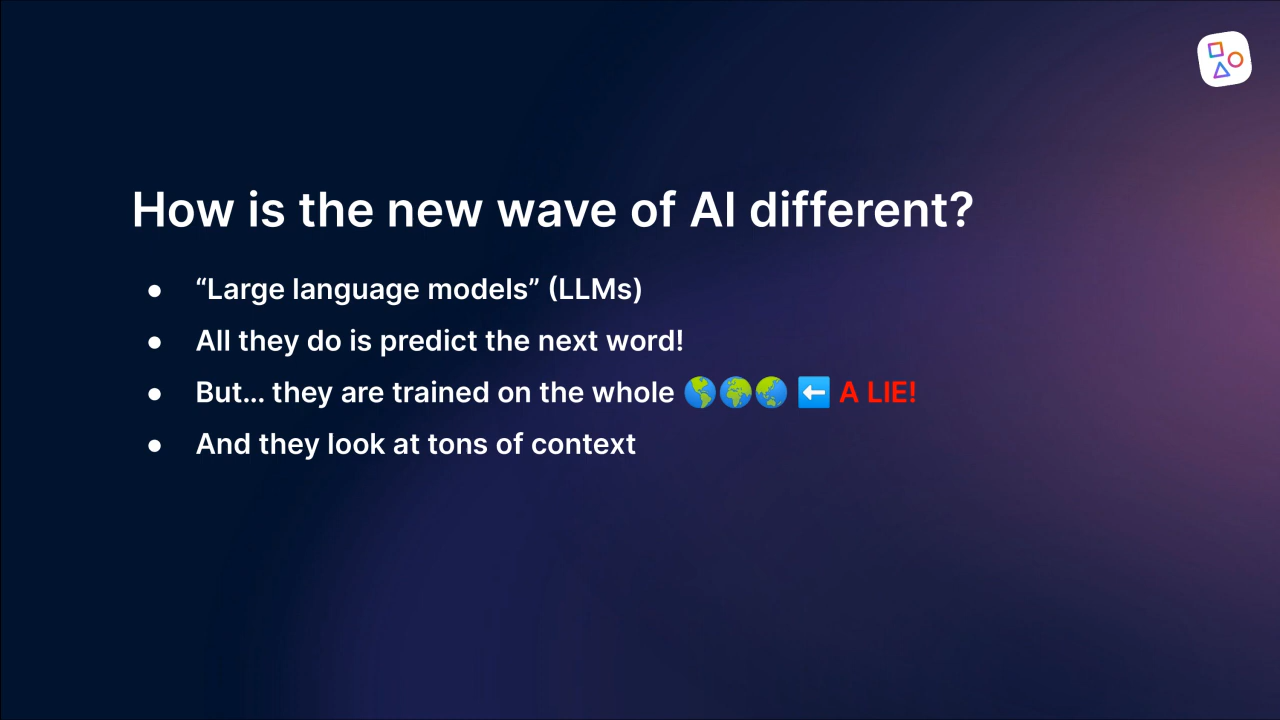 How is the new wave of AI different?
● “Large language models” (LLMs)
● All they do is predict the next word!
● But... they are trained on the whole 🌎🌍🌏 ⬅️ A LIE!
● And they look at tons of context